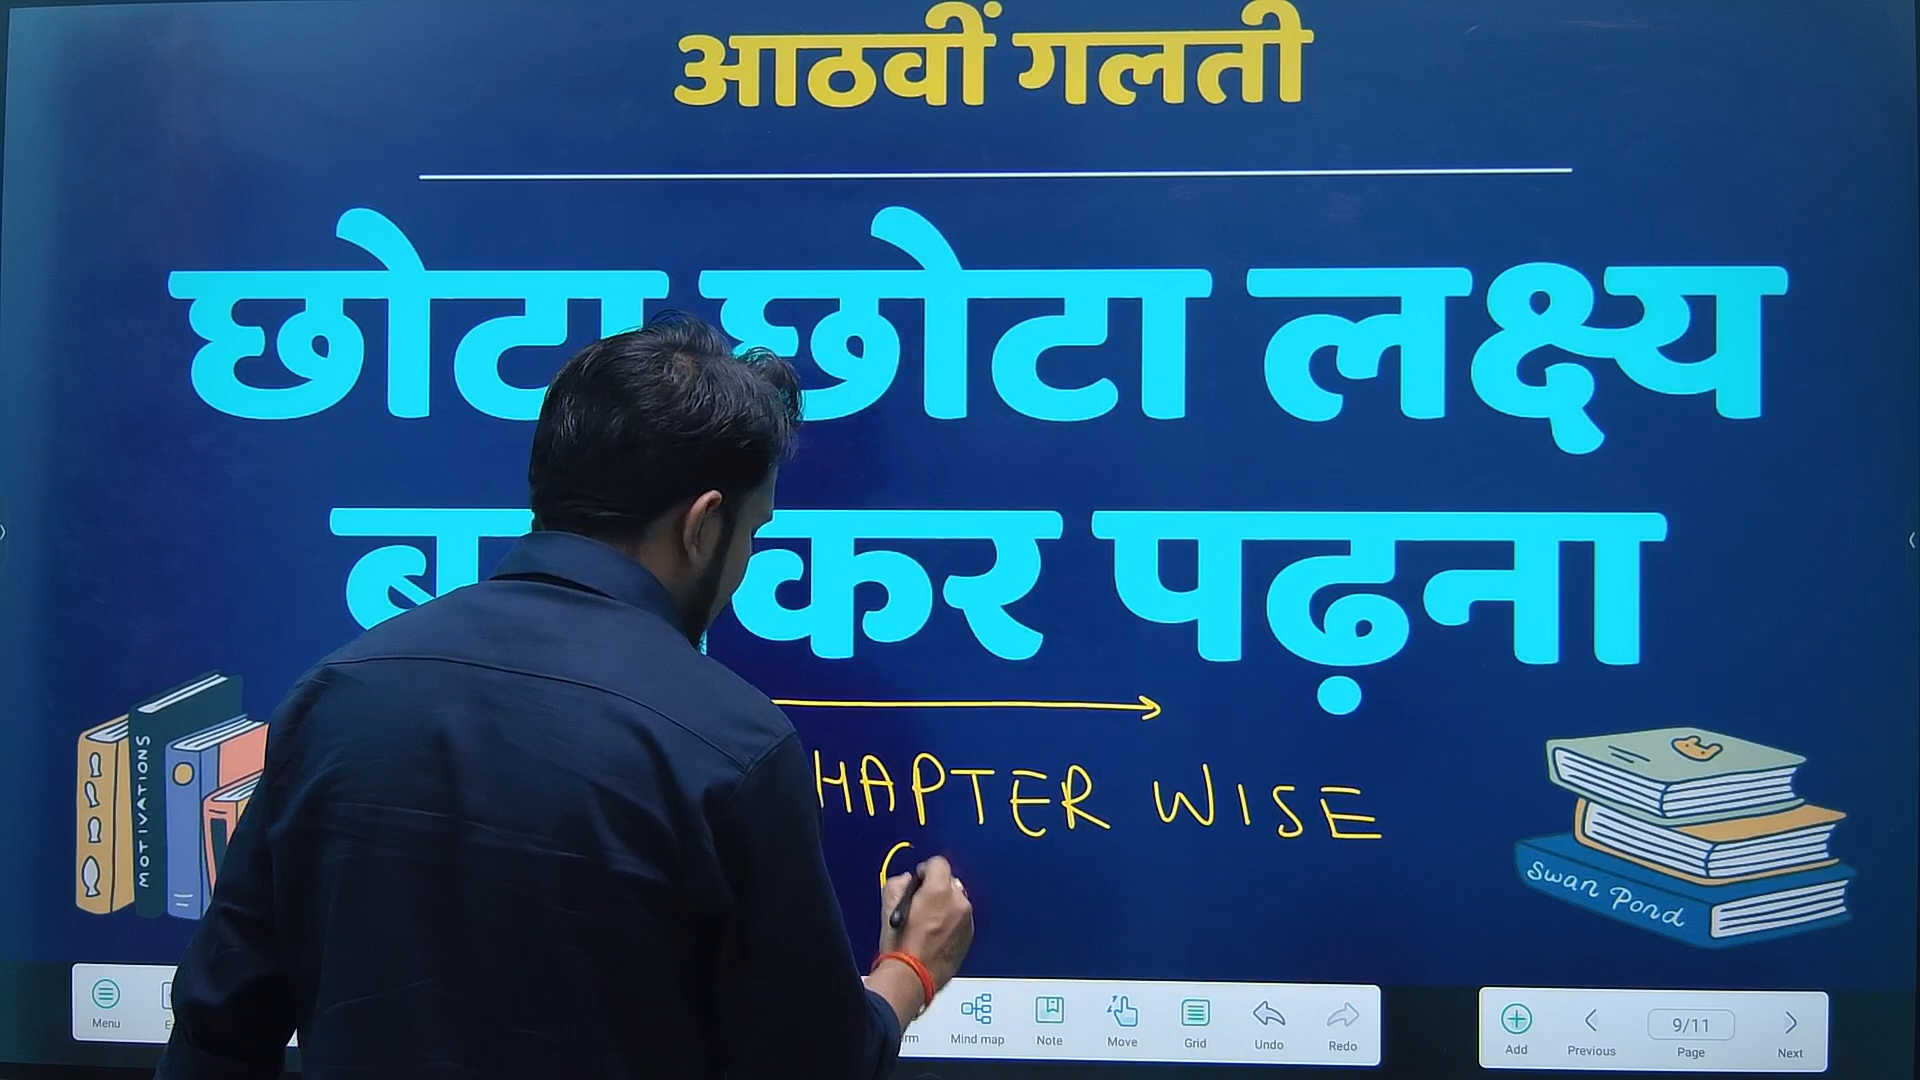 आठवीं गलती
छोटा छोटा लक्ष्य
कर पढ़ना
HAPTER WISE
MOTIVATIONS
Swan Pond
Menu
Mind map
Note
Move
Grid
Undo
Redo
Add
Previous
9/11
Page
Next